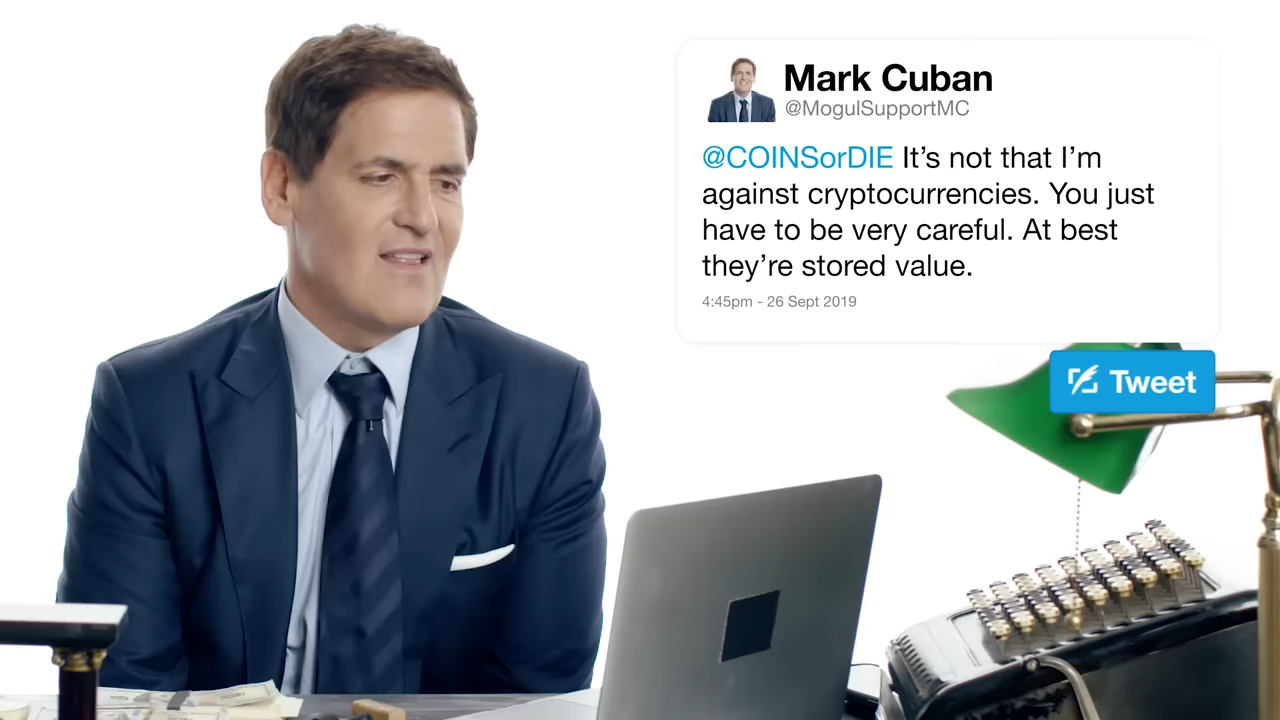 Mark Cuban
@MogulSupportMC
@COINSorDIE It's not that I'm
against cryptocurrencies. You just
have to be very careful. At best
they're stored value.
4:45pm - 26 Sept 2019
Tweet